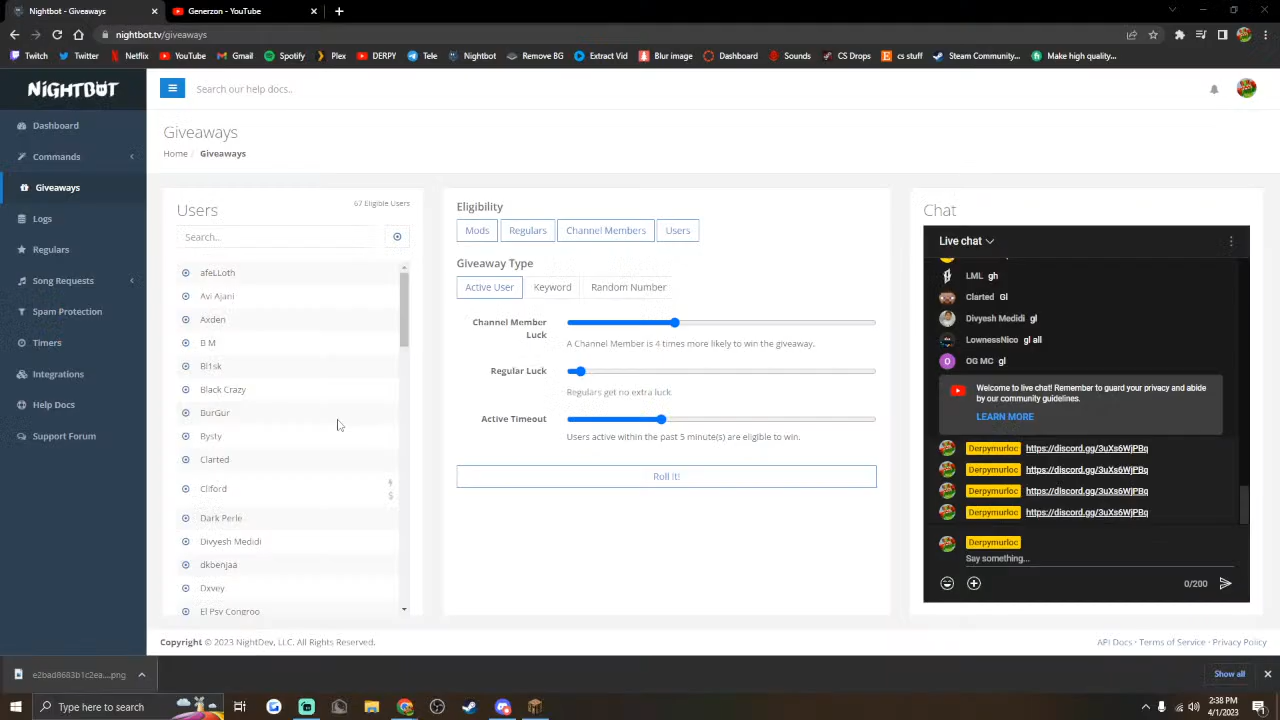 Nightbot - Giveaways
Generzon - YouTube
nightbot.tv/giveaways
Twitch Twitter Netflix YouTube Gmail Spotify Plex DERPY Tele Nightbot Remove BG Extract Vid Blur image Dashboard Sounds CS Drops cs stuff Steam Community... Make high quality...
NiGHTBOT
Search our help docs..
Dashboard
Commands
Giveaways
Logs
Regulars
Song Requests
Spam Protection
Timers
Integrations
Help Docs
Support Forum
Giveaways
Home / Giveaways
Users
67 Eligible Users
Search...
afeLLoth
Avi Ajani
Axden
B M
Bl1sk
Black Crazy
BurGur
Bysty
Clarted
Cliford
$
Dark Perle
Divyesh Medidi
dkbenjaa
Dxvey
El Psy Congroo
Eligibility
Mods Regulars Channel Members Users
Giveaway Type
Active User Keyword Random Number
Channel Member
Luck
A Channel Member is 4 times more likely to win the giveaway.
Regular Luck
Regulars get no extra luck.
Active Timeout
Users active within the past 5 minute(s) are eligible to win.
Roll It!
Chat
Live chat
LML gh
Clarted Gl
Divyesh Medidi gl
LownessNico gl all
OG MC gl
Welcome to live chat! Remember to guard your privacy and abide
by our community guidelines.
LEARN MORE
Derpymurloc https://discord.gg/3uXs6WjPBq
Derpymurloc https://discord.gg/3uXs6WjPBq
Derpymurloc https://discord.gg/3uXs6WjPBq
Derpymurloc https://discord.gg/3uXs6WjPBq
Derpymurloc
Say something...
0/200
Copyright © 2023 NightDev, LLC. All Rights Reserved.
API Docs - Terms of Service - Privacy Policy
e2bad8683b1c2ea....png
Show all
Type here to search
2:38 PM
4/1/2023